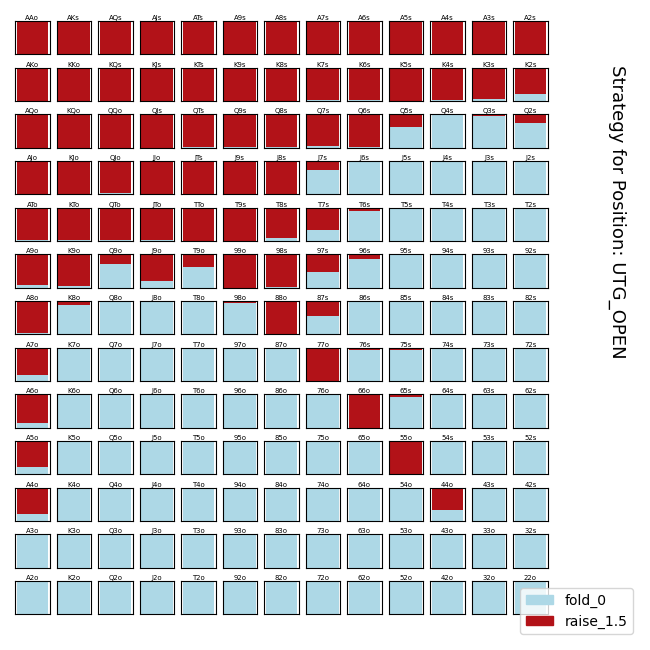 AAo AKs AQs AJs ATs A9s A8s A7s A6s A5s A4s A3s A2s
AKo KKo KQs KJs KTs K9s K8s K7s K6s K5s K4s K3s K2s
AQo KQo QQo QJs QTs Q9s Q8s Q7s Q6s Q5s Q4s Q3s Q2s
AJo KJo QJo JJo JTs J9s J8s J7s J6s J5s J4s J3s J2s
ATo KTo QTo JTo TTo T9s T8s T7s T6s T5s T4s T3s T2s
A9o K9o Q9o J9o T9o 99o 98s 97s 96s 95s 94s 93s 92s
A8o K8o Q8o J8o T8o 98o 88o 87s 86s 85s 84s 83s 82s
A7o K7o Q7o J7o T7o 97o 87o 77o 76s 75s 74s 73s 72s
A6o K6o Q6o J6o T6o 96o 86o 76o 66o 65s 64s 63s 62s
A5o K5o Q5o J5o T5o 95o 85o 75o 65o 55o 54s 53s 52s
A4o K4o Q4o J4o T4o 94o 84o 74o 64o 54o 44o 43s 42s
A3o K3o Q3o J3o T3o 93o 83o 73o 63o 53o 43o 33o 32s
A2o K2o Q2o J2o T2o 92o 82o 72o 62o 52o 42o 32o 22o
Strategy for Position: UTG_OPEN
fold_0
raise_1.5